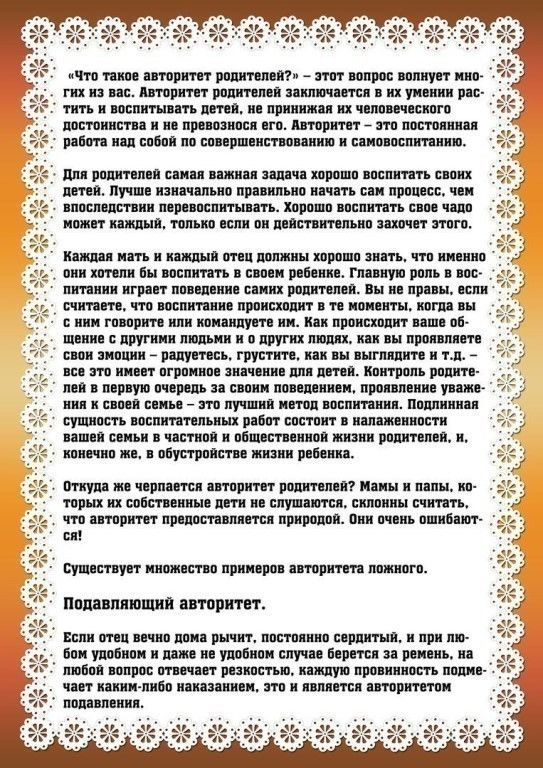 «Что такое авторитет родителей?» – этот вопрос волнует мно-
гих из вас. Авторитет родителей заключается в их умении рас-
тить и воспитывать детей, не принижая их человеческого
достоинства и не превознося его. Авторитет – это постоянная
работа над собой по совершенствованию и самовоспитанию.
Для родителей самая важная задача хорошо воспитать своих
детей. Лучше изначально правильно начать сам процесс, чем
впоследствии перевоспитывать. Хорошо воспитать свое чадо
может каждый, только если он действительно захочет этого.
Каждая мать и каждый отец должны хорошо знать, что именно
они хотели бы воспитать в своем ребенке. Главную роль в вос-
питании играет поведение самих родителей. Вы не правы, если
считаете, что воспитание происходит в те моменты, когда вы
с ним говорите или командуете им. Как происходит ваше об-
щение с другими людьми и о других людях, как вы проявляете
свои эмоции – радуетесь, грустите, как вы выглядите и т.д. –
все это имеет огромное значение для детей. Контроль родите-
лей в первую очередь за своим поведением, проявление уваже-
ния к своей семье – это лучший метод воспитания. Подлинная
сущность воспитательных работ состоит в налаженности
вашей семьи в частной и общественной жизни родителей, и,
конечно же, в обустройстве жизни ребенка.
Откуда же черпается авторитет родителей? Мамы и папы, ко-
торых их собственные дети не слушаются, склонны считать,
что авторитет предоставляется природой. Они очень ошибают-
ся!
Существует множество примеров авторитета ложного.
Подавляющий авторитет.
Если отец вечно дома рычит, постоянно сердитый, и при лю-
бом удобном и даже не удобном случае берется за ремень, на
любой вопрос отвечает резкостью, каждую провинность подме-
чает каким-либо наказанием, это и является авторитетом
подавления.